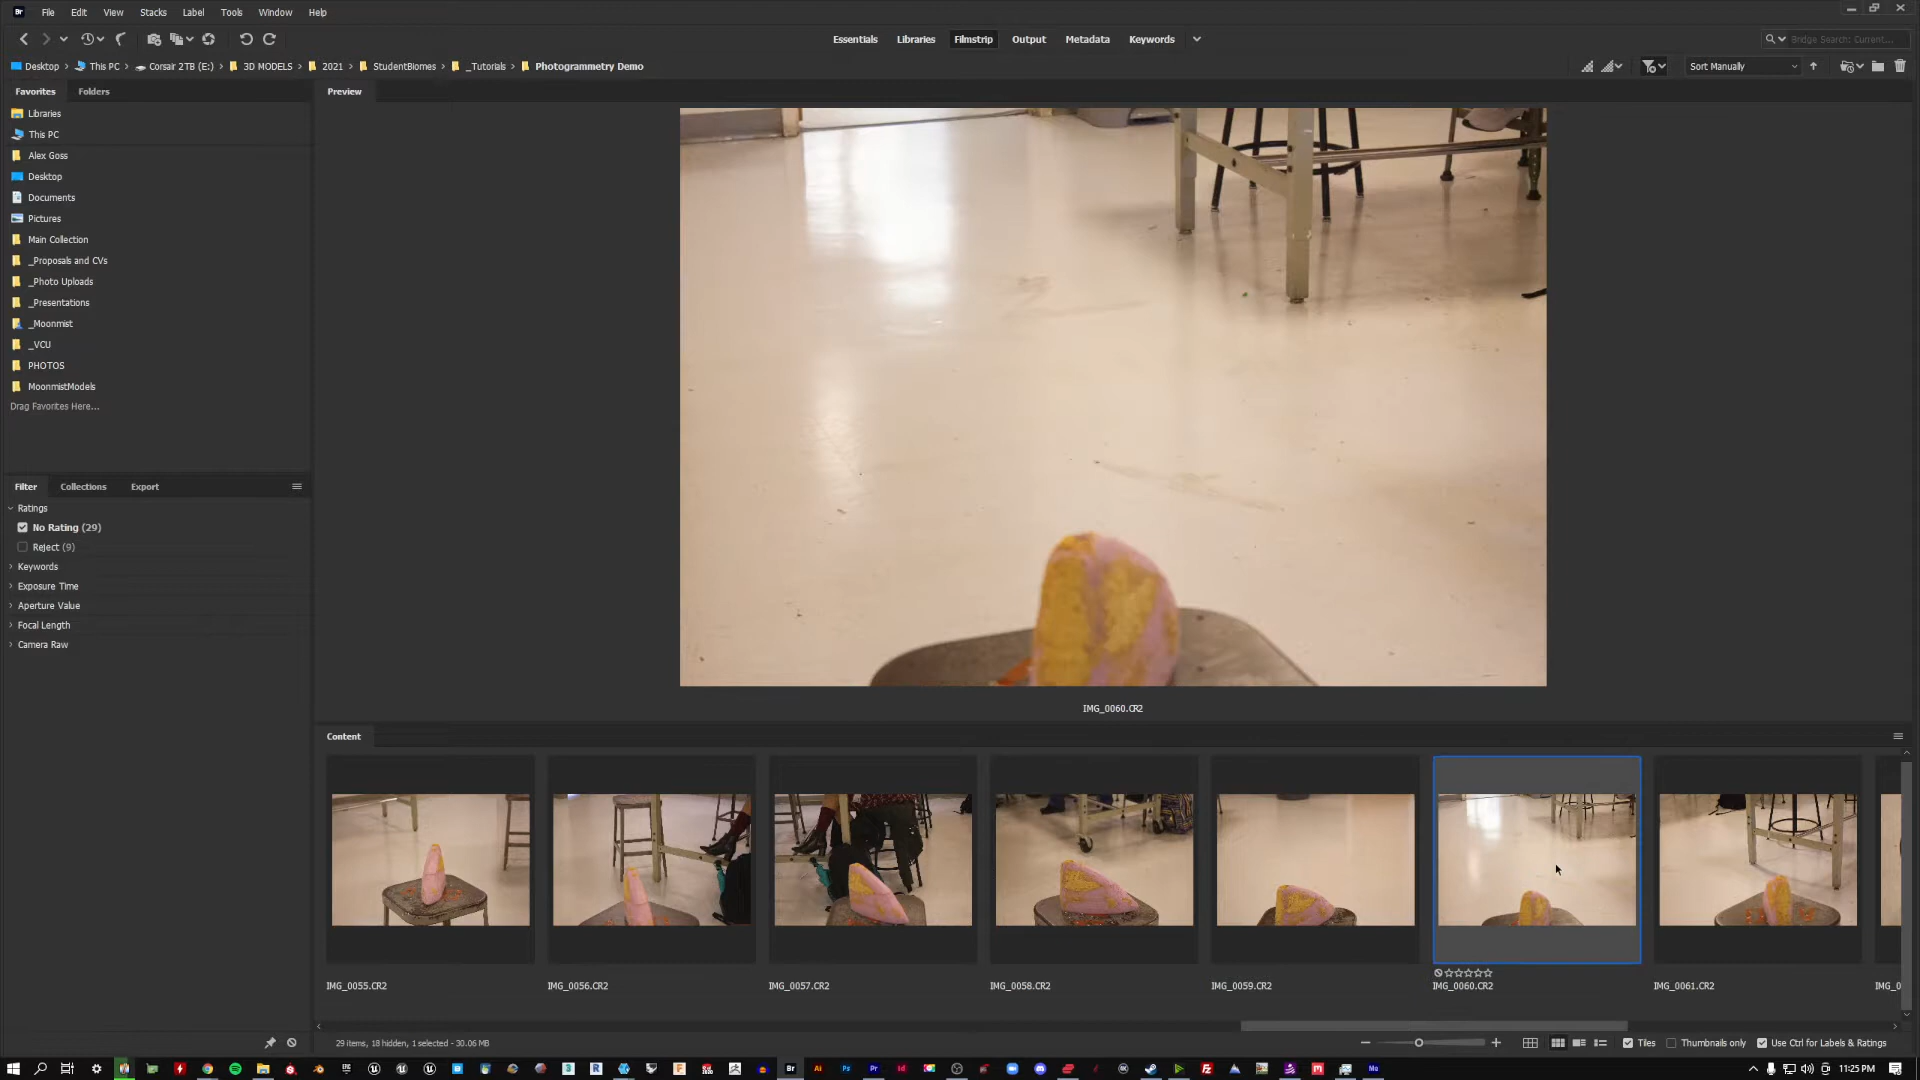 Br File Edit View Stacks Label Tools Window Help
Essentials Libraries Filmstrip Output Metadata Keywords
Bridge Search: Current...
Desktop This PC Corsair 2TB (E:) 3D MODELS 2021 StudentBiomes _Tutorials Photogrammetry Demo
Sort Manually
Favorites Folders
Libraries
This PC
Alex Goss
Desktop
Documents
Pictures
Main Collection
_Proposals and CVs
_Photo Uploads
_Presentations
_Moonmist
_VCU
PHOTOS
MoonmistModels
Drag Favorites Here...
Filter Collections Export
Ratings
No Rating (29)
Reject (9)
Keywords
Exposure Time
Aperture Value
Focal Length
Camera Raw
Preview
IMG_0060.CR2
Content
IMG_0055.CR2 IMG_0056.CR2 IMG_0057.CR2 IMG_0058.CR2 IMG_0059.CR2 IMG_0060.CR2 IMG_0061.CR2 IMG_0
29 items, 18 hidden, 1 selected - 30.06 MB
Tiles Thumbnails only Use Ctrl for Labels & Ratings
11:25 PM